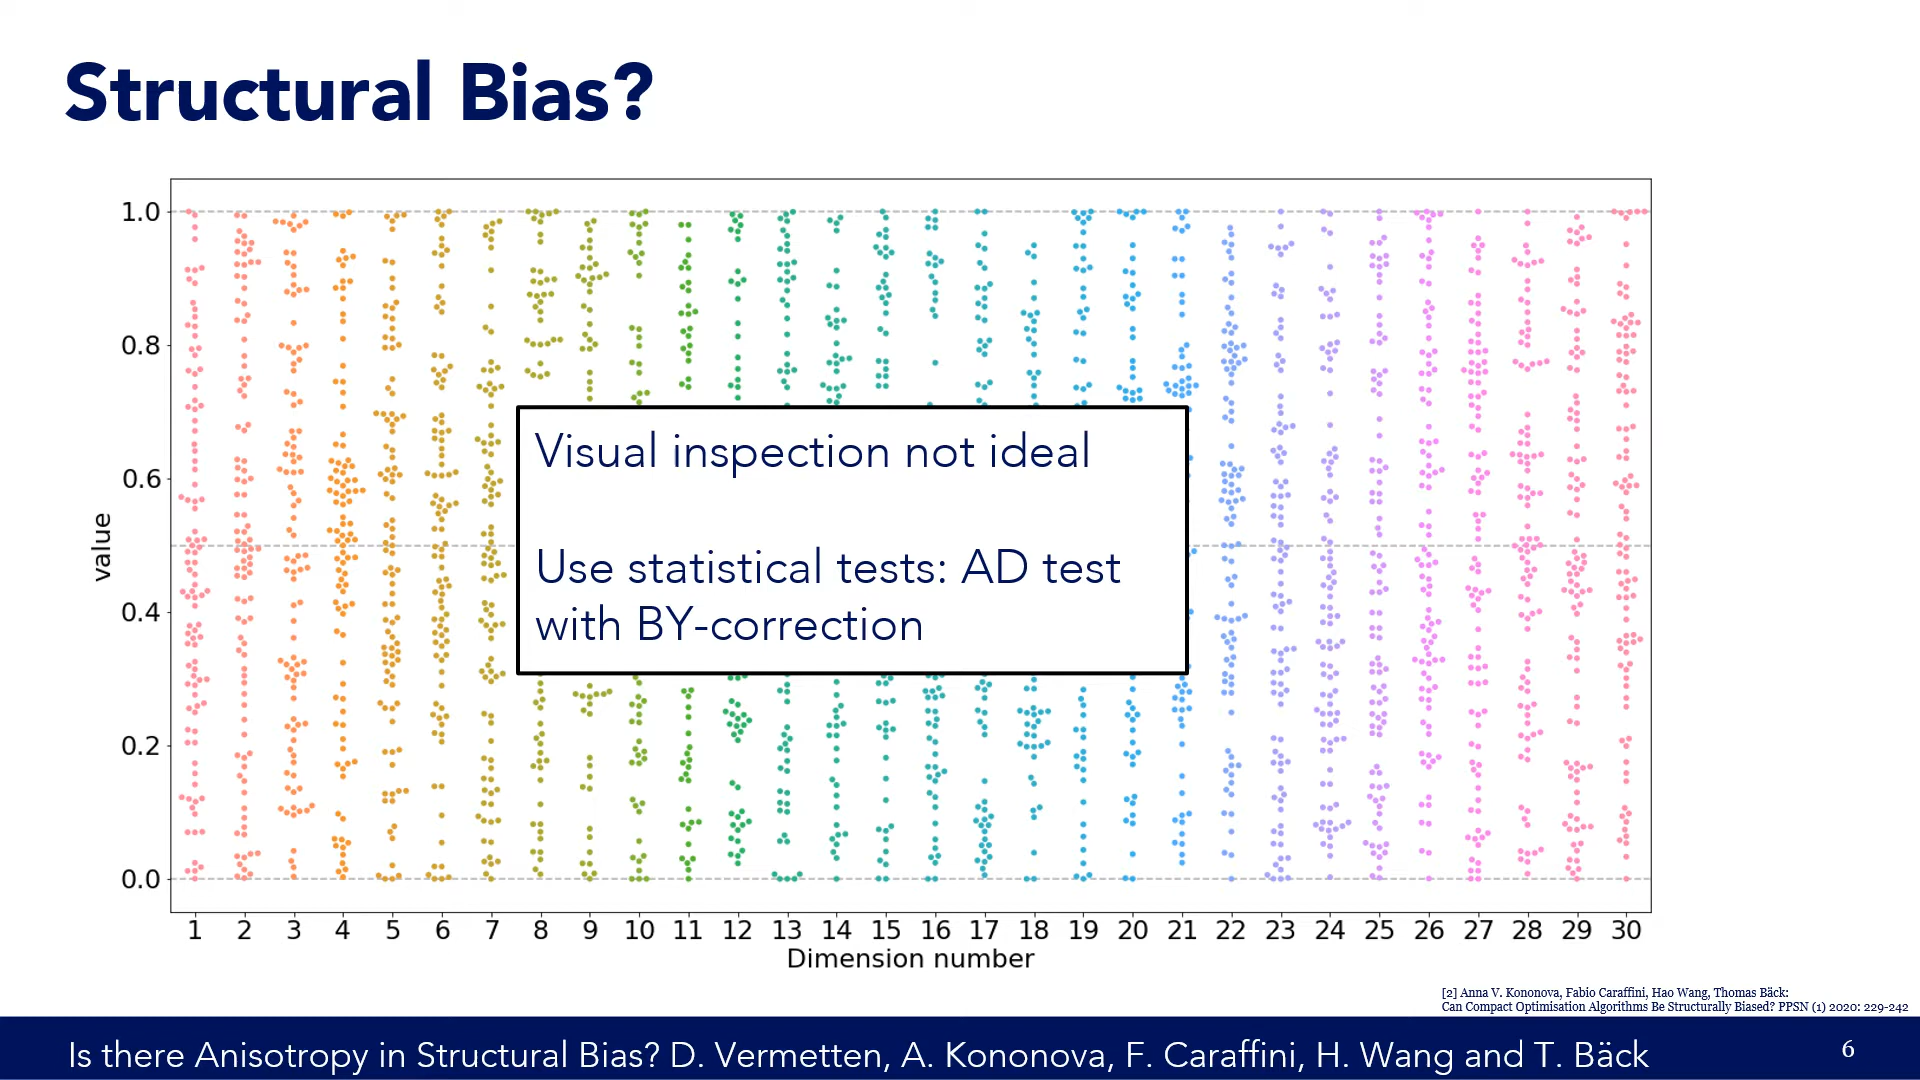 Structural Bias?
1.0
0.8
0.6
0.4
0.2
0.0
value
Visual inspection not ideal
Use statistical tests: AD test
with BY-correction
1 2 3 4 5 6 7 8 9 10 11 12 13 14 15 16 17 18 19 20 21 22 23 24 25 26 27 28 29 30
Dimension number
[2] Anna V. Kononova, Fabio Caraffini, Hao Wang, Thomas Bäck:
Can Compact Optimisation Algorithms Be Structurally Biased? PPSN (1) 2020: 229-242
Is there Anisotropy in Structural Bias? D. Vermetten, A. Kononova, F. Caraffini, H. Wang and T. Bäck
6